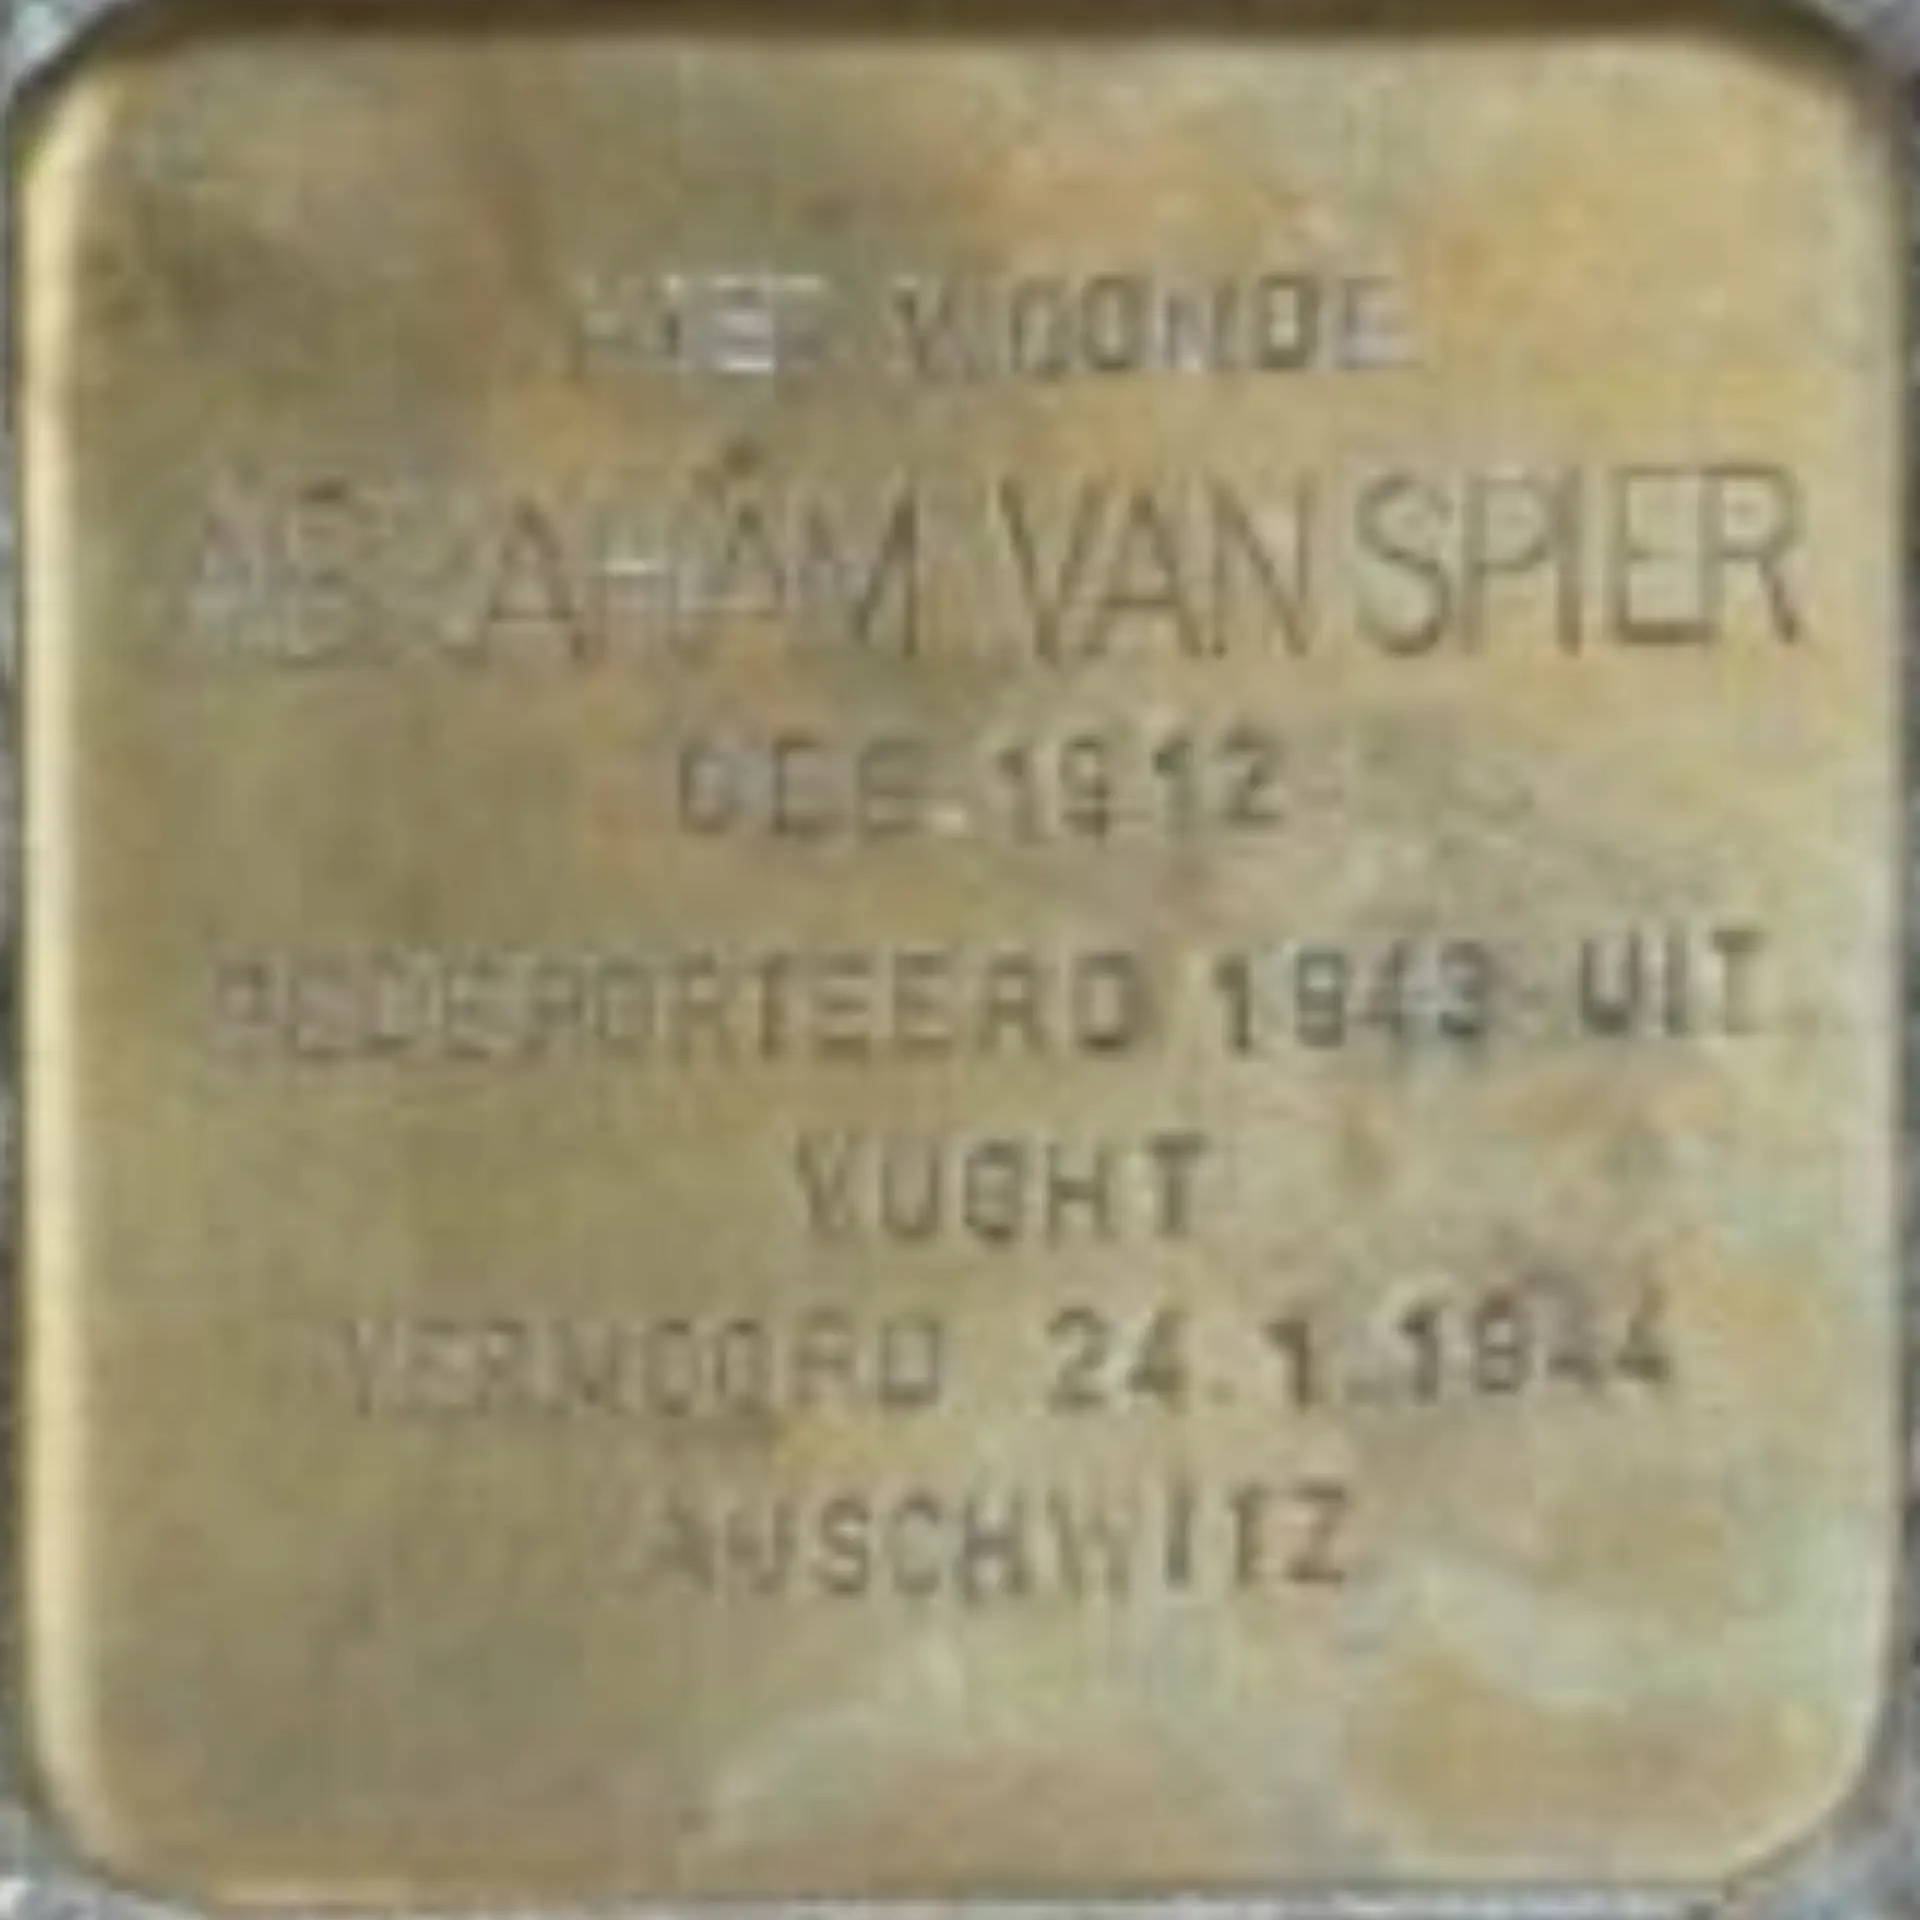 HIER WOONDE
ABRAHAM VAN SPIER
GEB. 1912
GEDEPORTEERD 1943 UIT
VUGHT
VERMOORD 24.1.1944
AUSCHWITZ